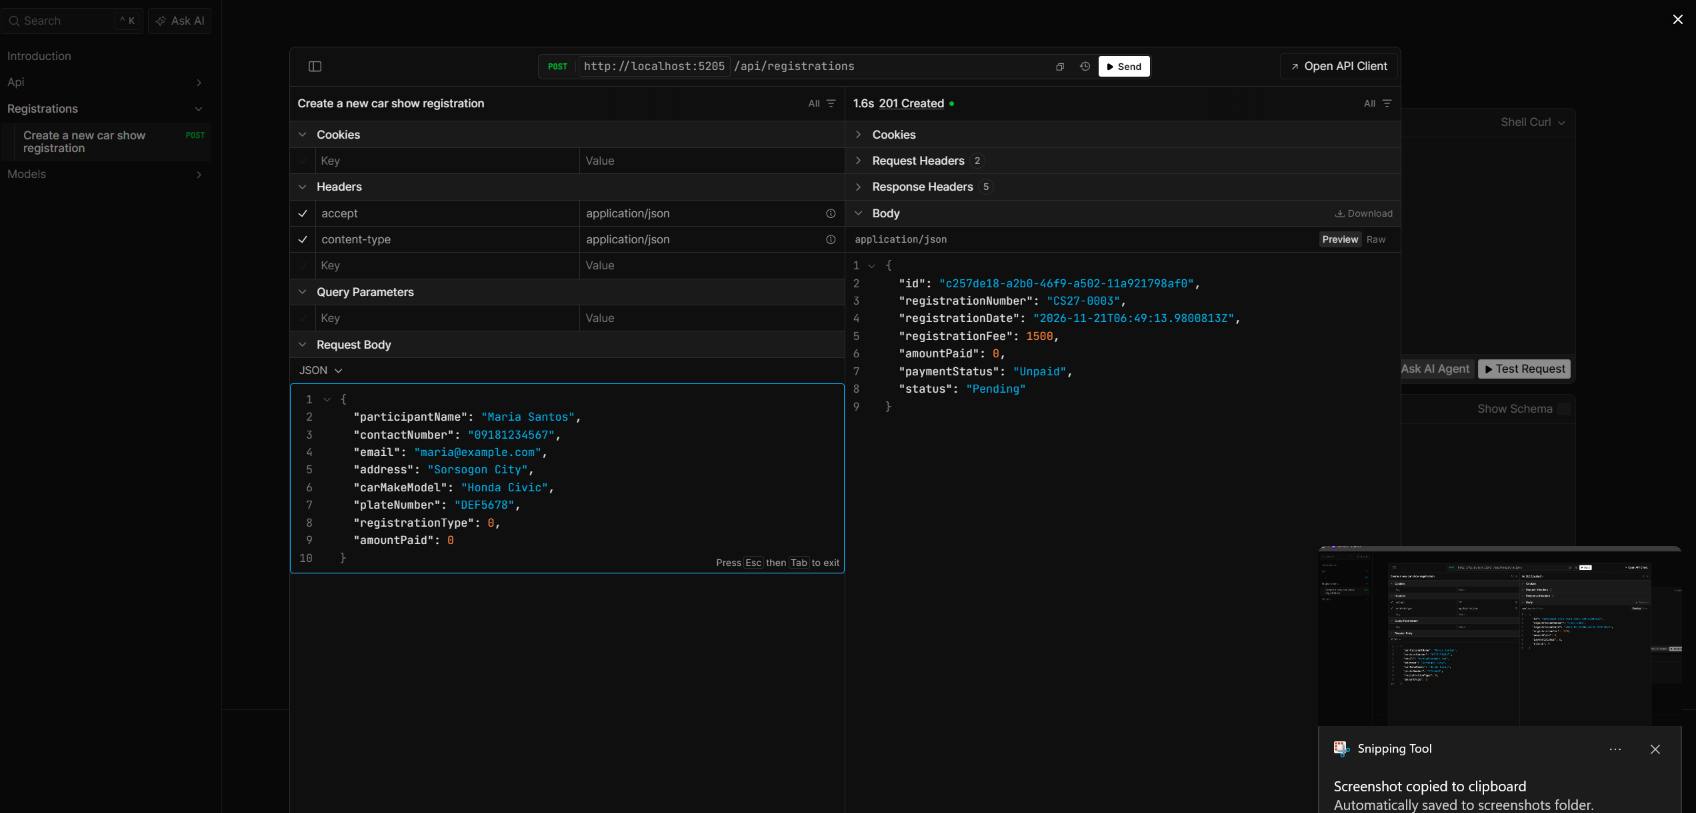 Search
^ K
Ask AI
Introduction
Api
Registrations
Create a new car show registration
POST
Models
POST
http://localhost:5205
/api/registrations
Send
Open API Client
Create a new car show registration
All
Cookies
Key
Value
Headers
accept
application/json
content-type
application/json
Key
Value
Query Parameters
Key
Value
Request Body
JSON
1 {
2 "participantName": "Maria Santos",
3 "contactNumber": "09181234567",
4 "email": "maria@example.com",
5 "address": "Sorsogon City",
6 "carMakeModel": "Honda Civic",
7 "plateNumber": "DEF5678",
8 "registrationType": 0,
9 "amountPaid": 0
10 }
Press Esc then Tab to exit
1.6s 201 Created
All
Cookies
Request Headers 2
Response Headers 5
Body
Download
application/json
Preview
Raw
1 {
2 "id": "c257de18-a2b0-46f9-a502-11a921798af0",
3 "registrationNumber": "CS27-0003",
4 "registrationDate": "2026-11-21T06:49:13.9800813Z",
5 "registrationFee": 1500,
6 "amountPaid": 0,
7 "paymentStatus": "Unpaid",
8 "status": "Pending"
9 }
Shell Curl
Ask AI Agent
Test Request
Show Schema
Snipping Tool
Screenshot copied to clipboard
Automatically saved to screenshots folder.